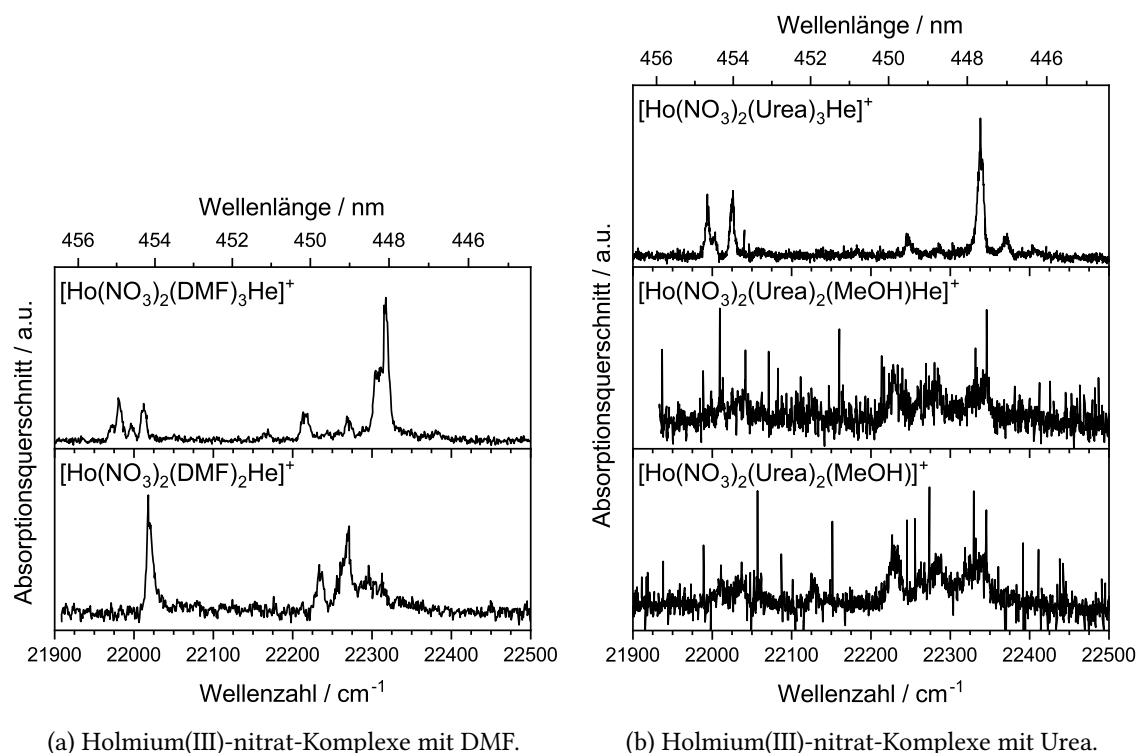 Wellenlänge / nm
456 454 452 450 448 446
[Ho(NO₃)₂(DMF)₃He]⁺
[Ho(NO₃)₂(DMF)₂He]⁺
Absorptionsquerschnitt / a.u.
21900 22000 22100 22200 22300 22400 22500
Wellenzahl / cm⁻¹
(a) Holmium(III)-nitrat-Komplexe mit DMF.
Wellenlänge / nm
456 454 452 450 448 446
[Ho(NO₃)₂(Urea)₃He]⁺
[Ho(NO₃)₂(Urea)₂(MeOH)He]⁺
[Ho(NO₃)₂(Urea)₂(MeOH)]⁺
Absorptionsquerschnitt / a.u.
21900 22000 22100 22200 22300 22400 22500
Wellenzahl / cm⁻¹
(b) Holmium(III)-nitrat-Komplexe mit Urea.